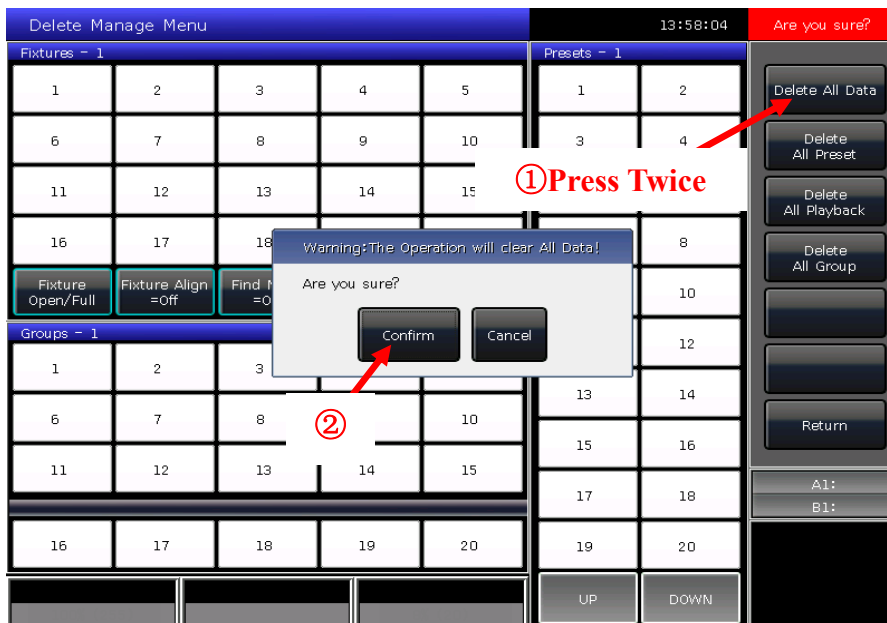 Delete Manage Menu
13:58:04
Are you sure?
Fixtures - 1
Presets - 1
1 2 3 4 5
1 2
Delete All Data
6 7 8 9 10
3 4
Delete
All Preset
①Press Twice
11 12 13 14 15
Delete
All Playback
16 17 18
8
Delete
All Group
Warning:The Operation will clear All Data!
Are you sure?
Confirm
Cancel
Fixture
Open/Full
Fixture Align
=Off
Find
10
Groups - 1
12
1 2 3
13 14
6 7 8 10
②
Return
15 16
11 12 13 14 15
17 18
A1:
B1:
16 17 18 19 20
19 20
UP
DOWN